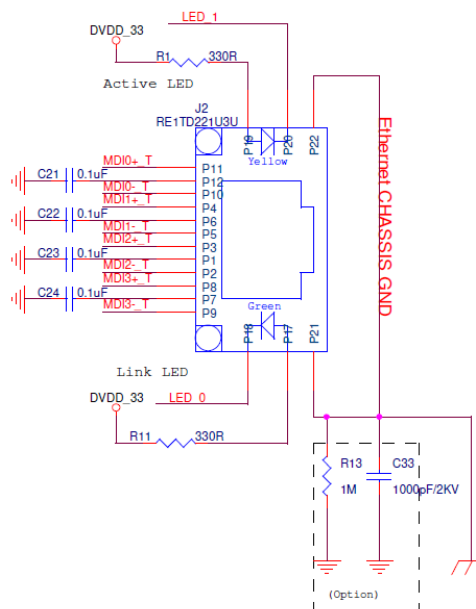 LED_1
DVDD_33
R1 330R
Active LED
J2
RE1TD221U3U
P19 P20 P22
Yellow
MDI0+_T P11
C21 0.1uF P12
MDI0-_T P10
MDI1+_T P4
C22 0.1uF P6
MDI1-_T P5
MDI2+_T P3
C23 0.1uF P1
MDI2-_T P2
MDI3+_T P8
C24 0.1uF P7
MDI3-_T P9
Ethernet CHASSIS GND
Green
P18 P17 P21
Link LED
LED_0
DVDD_33
R11 330R
R13 C33
1M 1000pF/2KV
(Option)